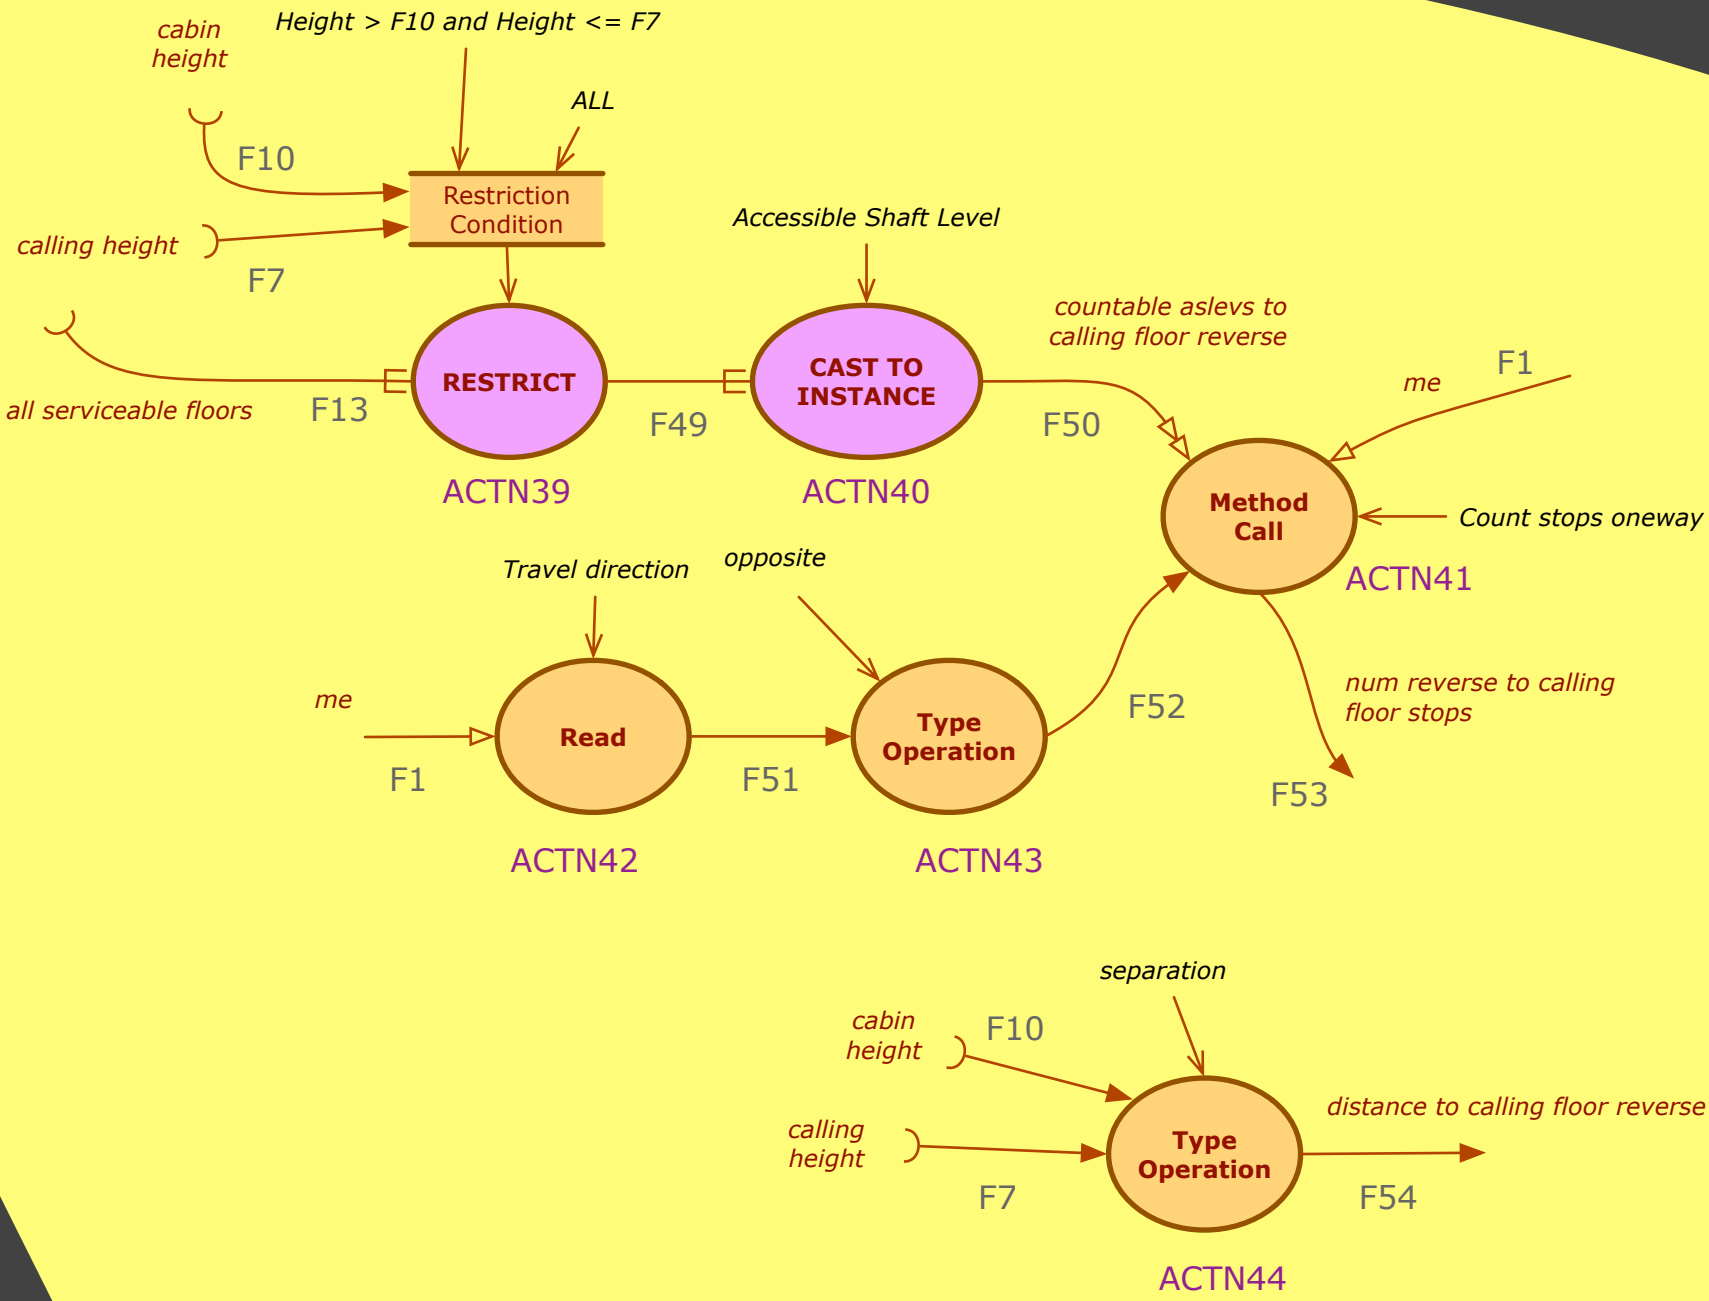 cabin
height
Height > F10 and Height <= F7
ALL
F10
Restriction
Condition
calling height
F7
Accessible Shaft Level
all serviceable floors
F13
RESTRICT
ACTN39
F49
CAST TO
INSTANCE
ACTN40
countable aslevs to
calling floor reverse
F50
me
F1
Method
Call
Count stops oneway
ACTN41
Travel direction
opposite
me
F1
Read
ACTN42
F51
Type
Operation
ACTN43
F52
num reverse to calling
floor stops
F53
separation
cabin
height
F10
calling
height
F7
Type
Operation
distance to calling floor reverse
F54
ACTN44